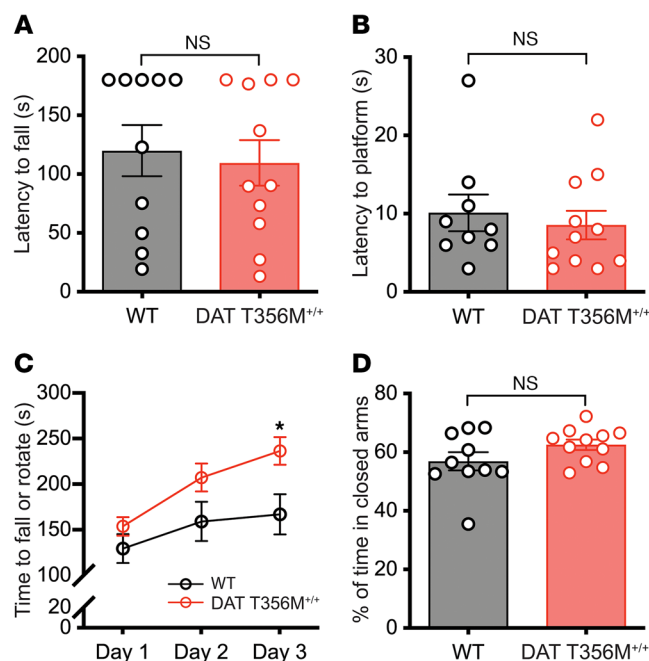 A
NS
Latency to fall (s)
200
150
100
50
0
WT
DAT T356M+/+
B
NS
Latency to platform (s)
30
20
10
0
WT
DAT T356M+/+
C
Time to fall or rotate (s)
300
250
200
150
100
20
0
*
WT
DAT T356M+/+
Day 1
Day 2
Day 3
D
NS
% of time in closed arms
80
60
40
20
0
WT
DAT T356M+/+